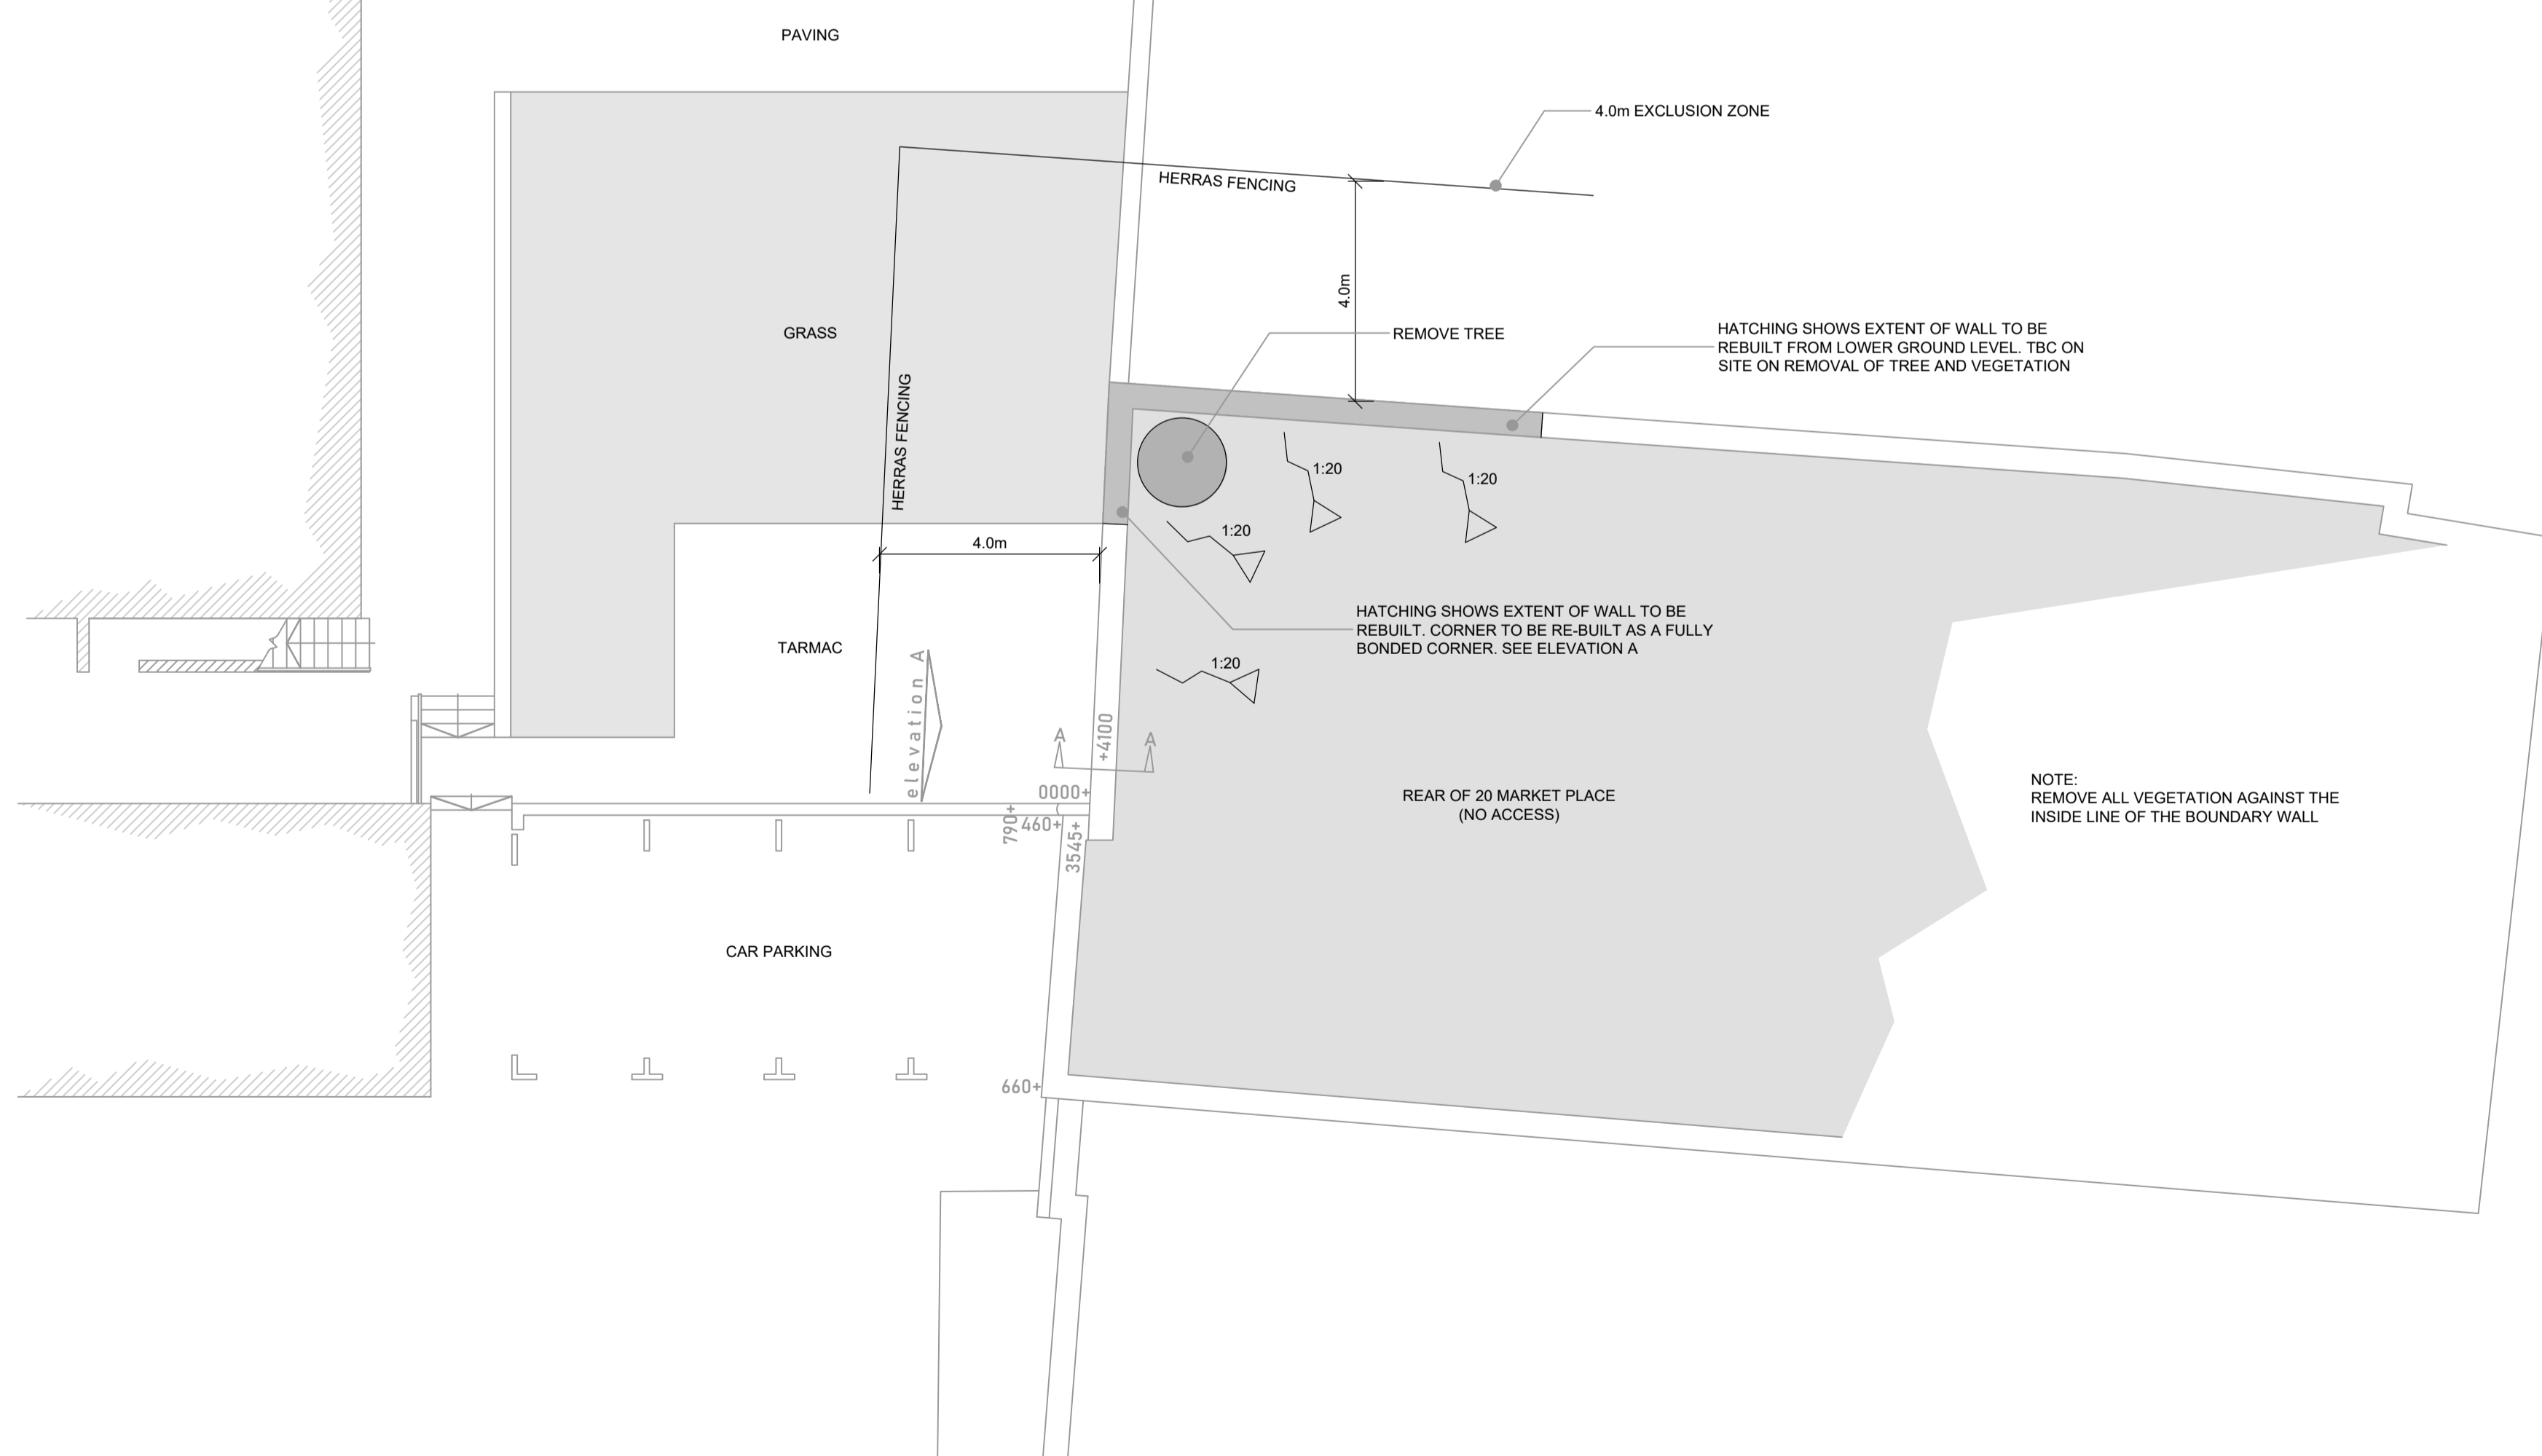 PAVING
4.0m EXCLUSION ZONE
HERRAS FENCING
4.0m
REMOVE TREE
HATCHING SHOWS EXTENT OF WALL TO BE
REBUILT FROM LOWER GROUND LEVEL. TBC ON
SITE ON REMOVAL OF TREE AND VEGETATION
GRASS
HERRAS FENCING
1:20
1:20
1:20
4.0m
HATCHING SHOWS EXTENT OF WALL TO BE
REBUILT. CORNER TO BE RE-BUILT AS A FULLY
BONDED CORNER. SEE ELEVATION A
TARMAC
1:20
elevation A
A
A
+4100
0000+
790+
460+
3545+
REAR OF 20 MARKET PLACE
(NO ACCESS)
NOTE:
REMOVE ALL VEGETATION AGAINST THE
INSIDE LINE OF THE BOUNDARY WALL
CAR PARKING
660+